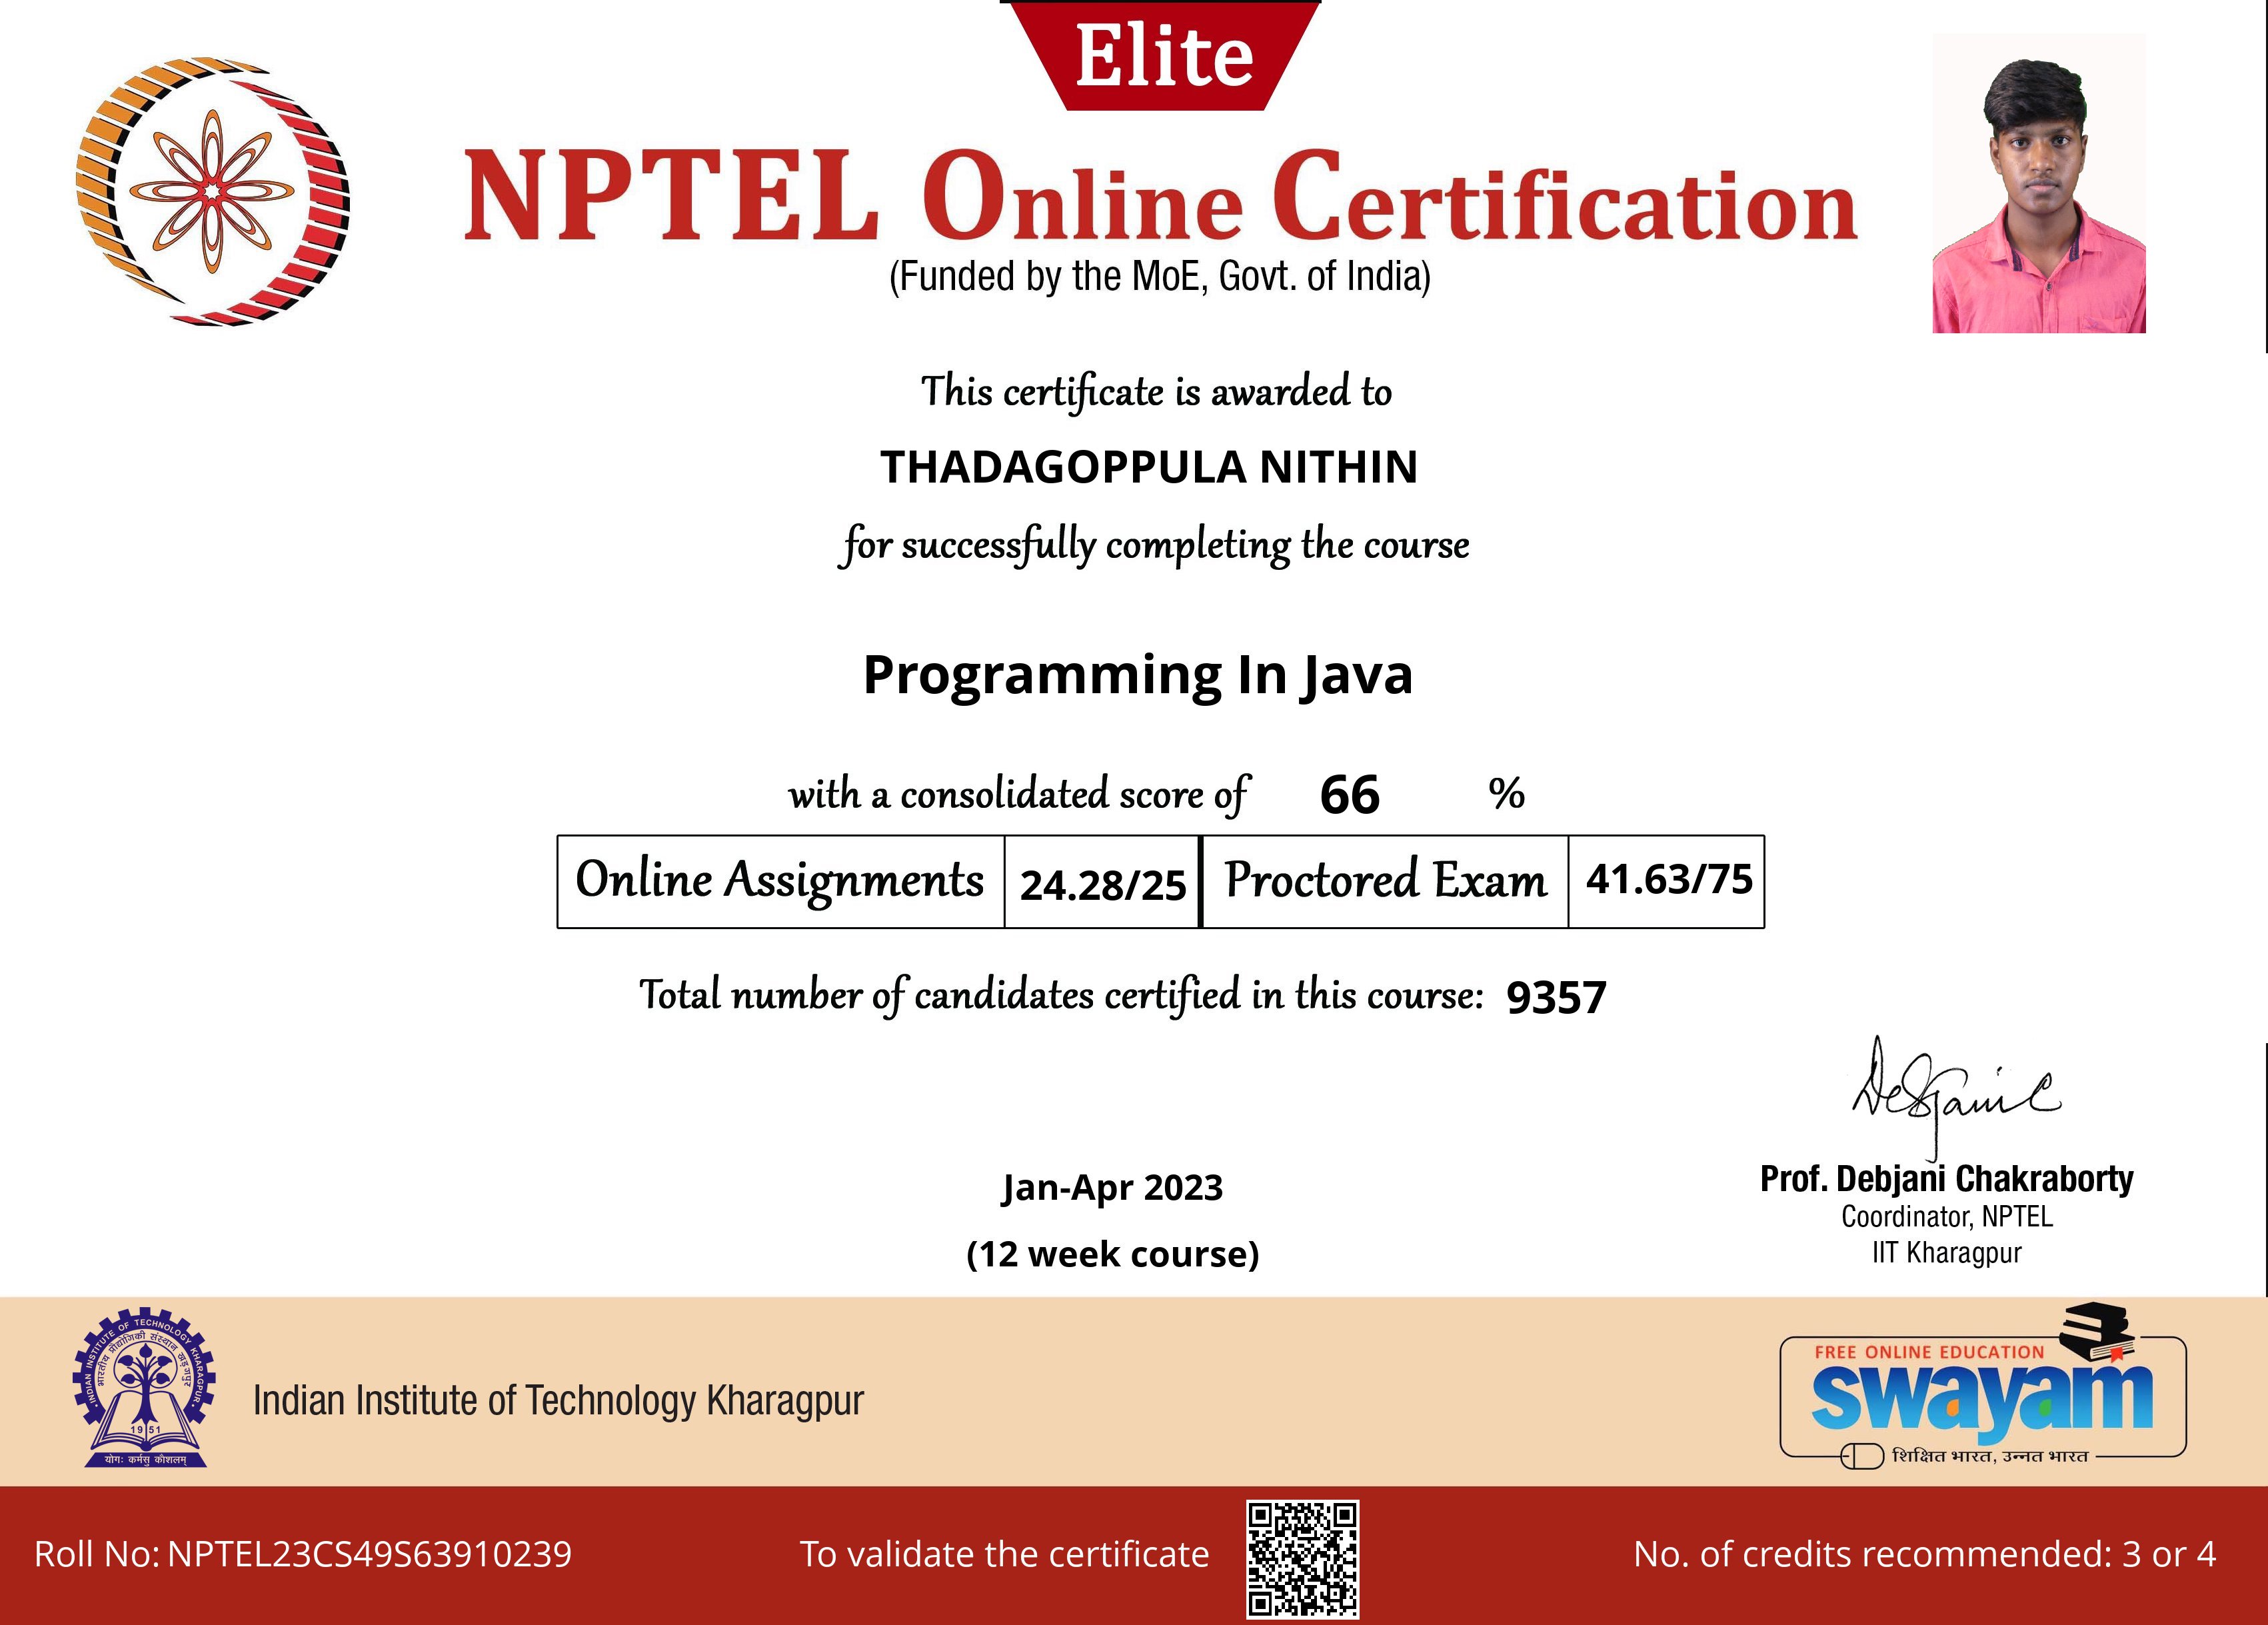 Elite
NPTEL Online Certification
(Funded by the MoE, Govt. of India)
This certificate is awarded to
THADAGOPPULA NITHIN
for successfully completing the course
Programming In Java
with a consolidated score of 66 %
Online Assignments 24.28/25 Proctored Exam 41.63/75
Total number of candidates certified in this course: 9357
Debjani C
Prof. Debjani Chakraborty
Coordinator, NPTEL
IIT Kharagpur
Jan-Apr 2023
(12 week course)
INDIAN INSTITUTE OF TECHNOLOGY KHARAGPUR
भारतीय प्रौद्योगिकी संस्थान खड़गपुर
1951
योगः कर्मसु कौशलम्
Indian Institute of Technology Kharagpur
FREE ONLINE EDUCATION
swayam
शिक्षित भारत, उन्नत भारत
Roll No: NPTEL23CS49S63910239
To validate the certificate
No. of credits recommended: 3 or 4